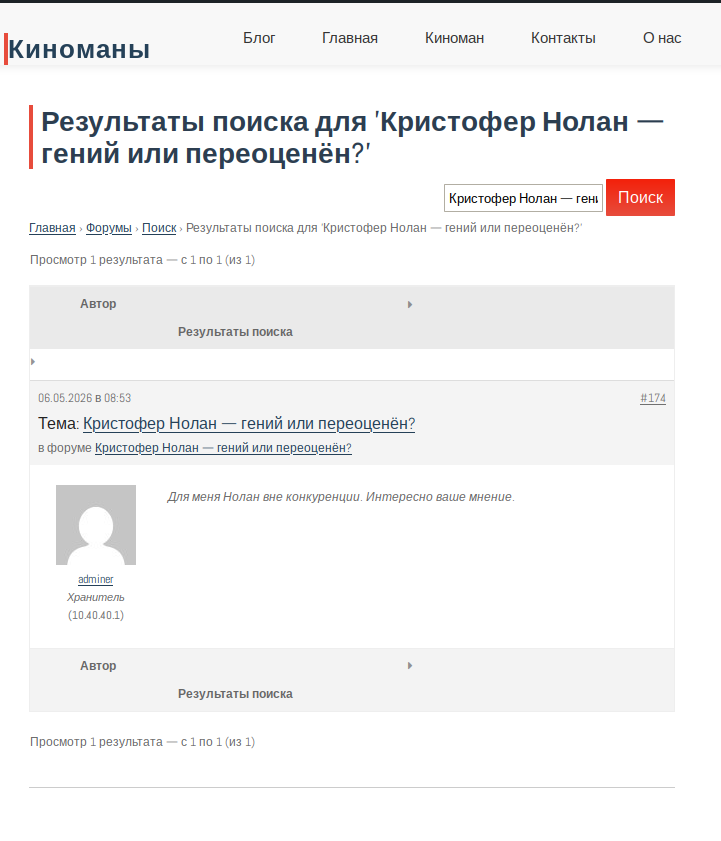 Киноманы
Блог
Главная
Киноман
Контакты
О нас
Результаты поиска для 'Кристофер Нолан —
гений или переоценён?'
Кристофер Нолан — гени
Поиск
Главная › Форумы › Поиск › Результаты поиска для 'Кристофер Нолан — гений или переоценён?'
Просмотр 1 результата — с 1 по 1 (из 1)
Автор
Результаты поиска
06.05.2026 в 08:53
#174
Тема: Кристофер Нолан — гений или переоценён?
в форуме Кристофер Нолан — гений или переоценён?
Для меня Нолан вне конкуренции. Интересно ваше мнение.
adminer
Хранитель
(10.40.40.1)
Автор
Результаты поиска
Просмотр 1 результата — с 1 по 1 (из 1)